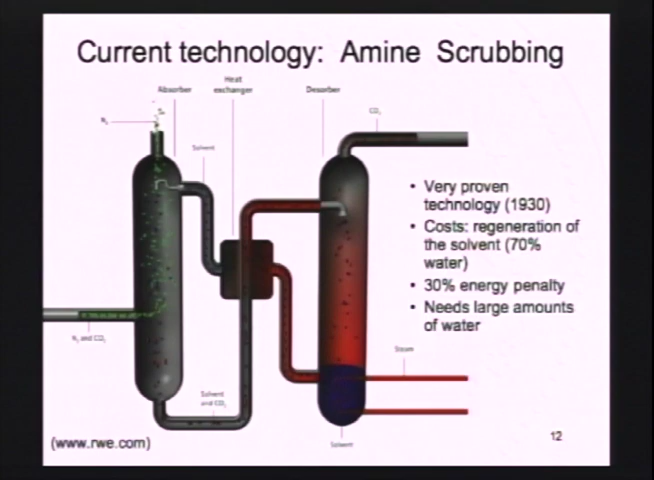 Current technology: Amine Scrubbing
Heat
exchanger
Absorber
Desorber
N₂
CO₂
Solvent
• Very proven
technology (1930)
• Costs: regeneration of
the solvent (70%
water)
• 30% energy penalty
• Needs large amounts
of water
N₂ and CO₂
Steam
Solvent
and CO₂
Solvent
(www.rwe.com)
12